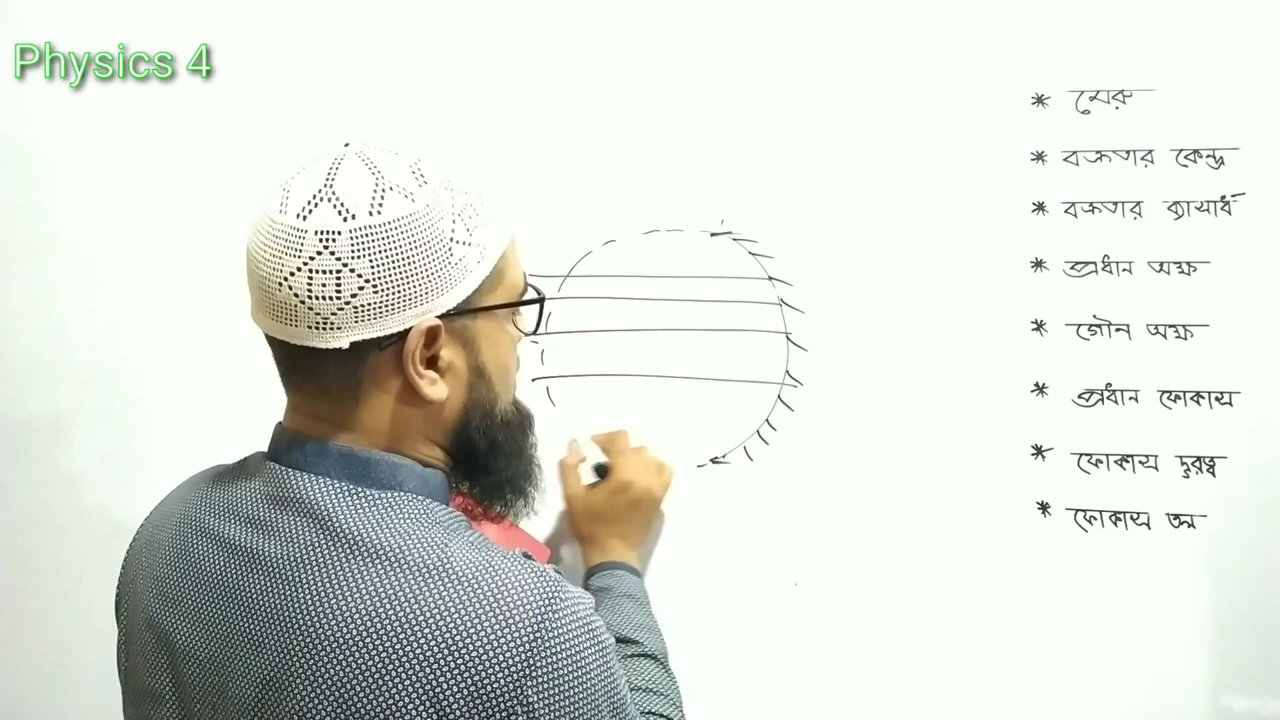 Physics 4
* মেরু
* বক্রতার কেন্দ্র
* বক্রতার ব্যাসার্ধ
* প্রধান অক্ষ
* গৌন অক্ষ
* প্রধান ফোকাস
* ফোকাস দুরত্ব
* ফোকাস তল